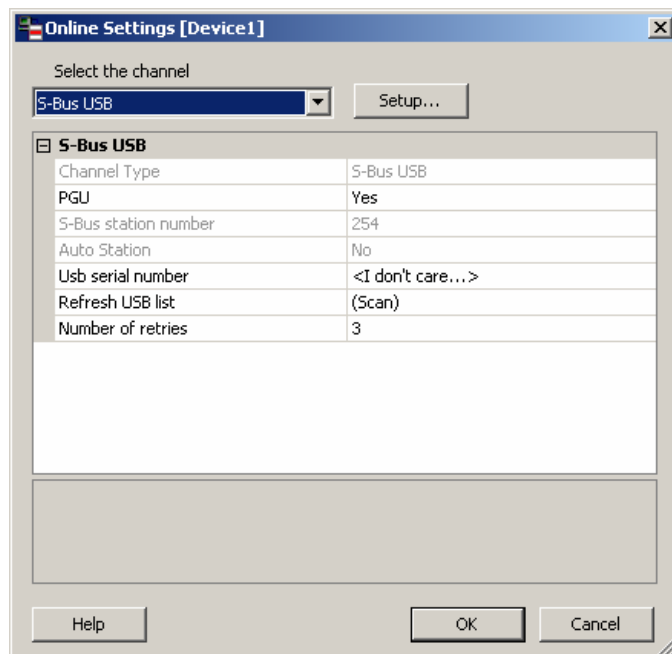 Online Settings [Device1]
Select the channel
S-Bus USB
Setup...
S-Bus USB
Channel Type S-Bus USB
PGU Yes
S-Bus station number 254
Auto Station No
Usb serial number <I don't care...>
Refresh USB list (Scan)
Number of retries 3
Help OK Cancel